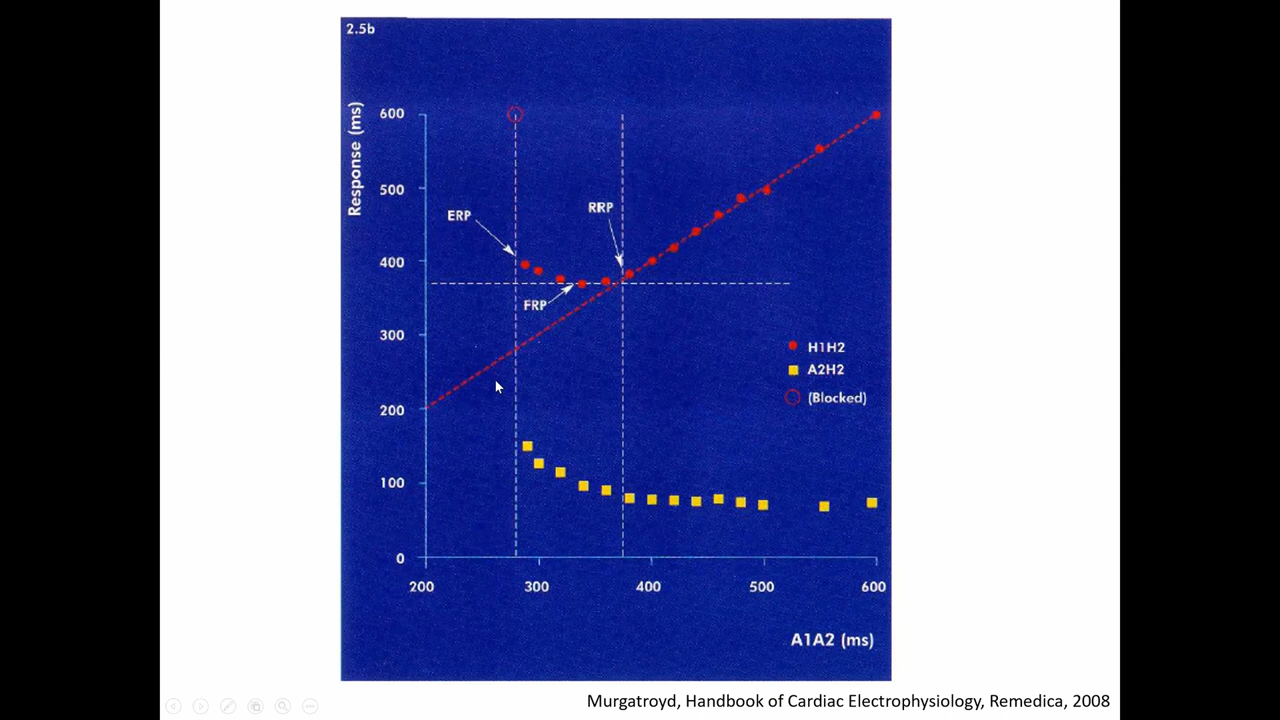 2.5b
Response (ms)
600
500
400
300
200
100
0
ERP
RRP
FRP
H1H2
A2H2
(Blocked)
200
300
400
500
600
A1A2 (ms)
Murgatroyd, Handbook of Cardiac Electrophysiology, Remedica, 2008